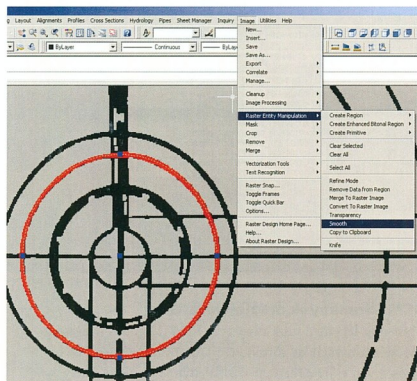 Layout Alignments Profiles Cross Sections Hydrology Pipes Sheet Manager Inquiry Image Utilities Help
ByLayer Continuous ByLaye
New...
Insert...
Save
Save As...
Export
Correlate
Manage...
Cleanup
Image Processing
Raster Entity Manipulation
Mask
Crop
Remove
Merge
Vectorization Tools
Text Recognition
Raster Snap...
Toggle Frames
Toggle Quick Bar
Options...
Raster Design Home Page...
Help...
About Raster Design...
Create Region
Create Enhanced Bitonal Region
Create Primitive
Clear Selected
Clear All
Select All
Refine Mode
Remove Data from Region
Merge To Raster Image
Convert To Raster Image
Transparency
Smooth
Copy to Clipboard
Knife